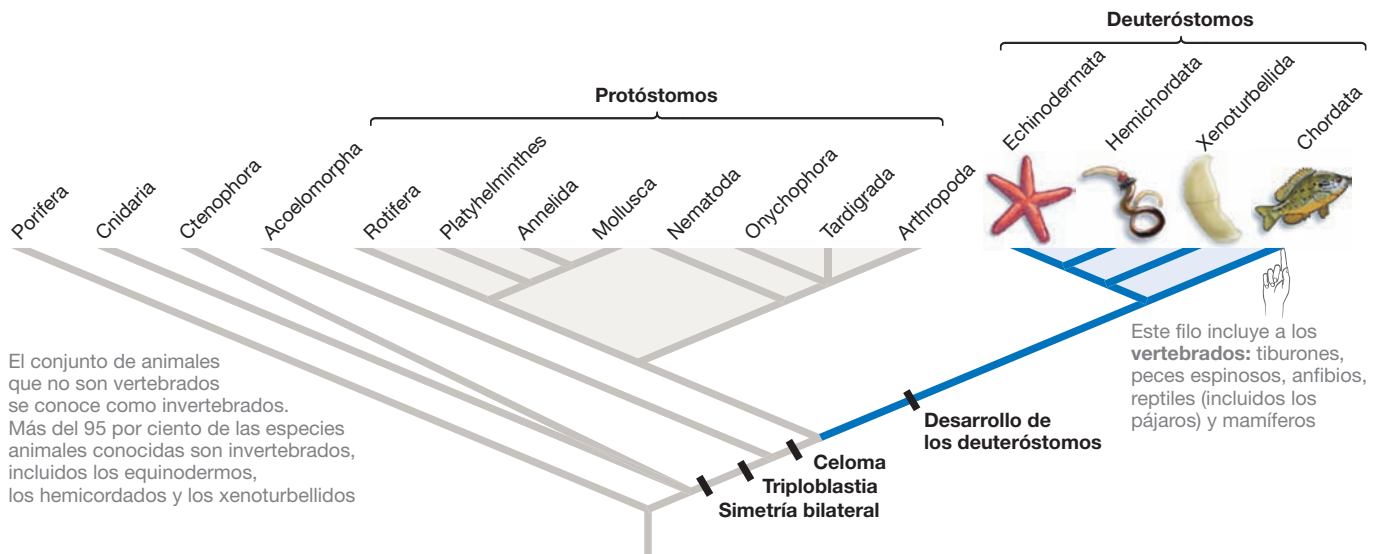 Deuteróstomos
Protóstomos
Porifera
Cnidaria
Ctenophora
Acoelomorpha
Rotifera
Platyhelminthes
Annelida
Mollusca
Nematoda
Onychophora
Tardigrada
Arthropoda
Echinodermata
Hemichordata
Xenoturbellida
Chordata
El conjunto de animales
que no son vertebrados
se conoce como invertebrados.
Más del 95 por ciento de las especies
animales conocidas son invertebrados,
incluidos los equinodermos,
los hemicordados y los xenoturbellidos
Este filo incluye a los
vertebrados: tiburones,
peces espinosos, anfibios,
reptiles (incluidos los
pájaros) y mamíferos
Desarrollo de
los deuteróstomos
Celoma
Triploblastia
Simetría bilateral